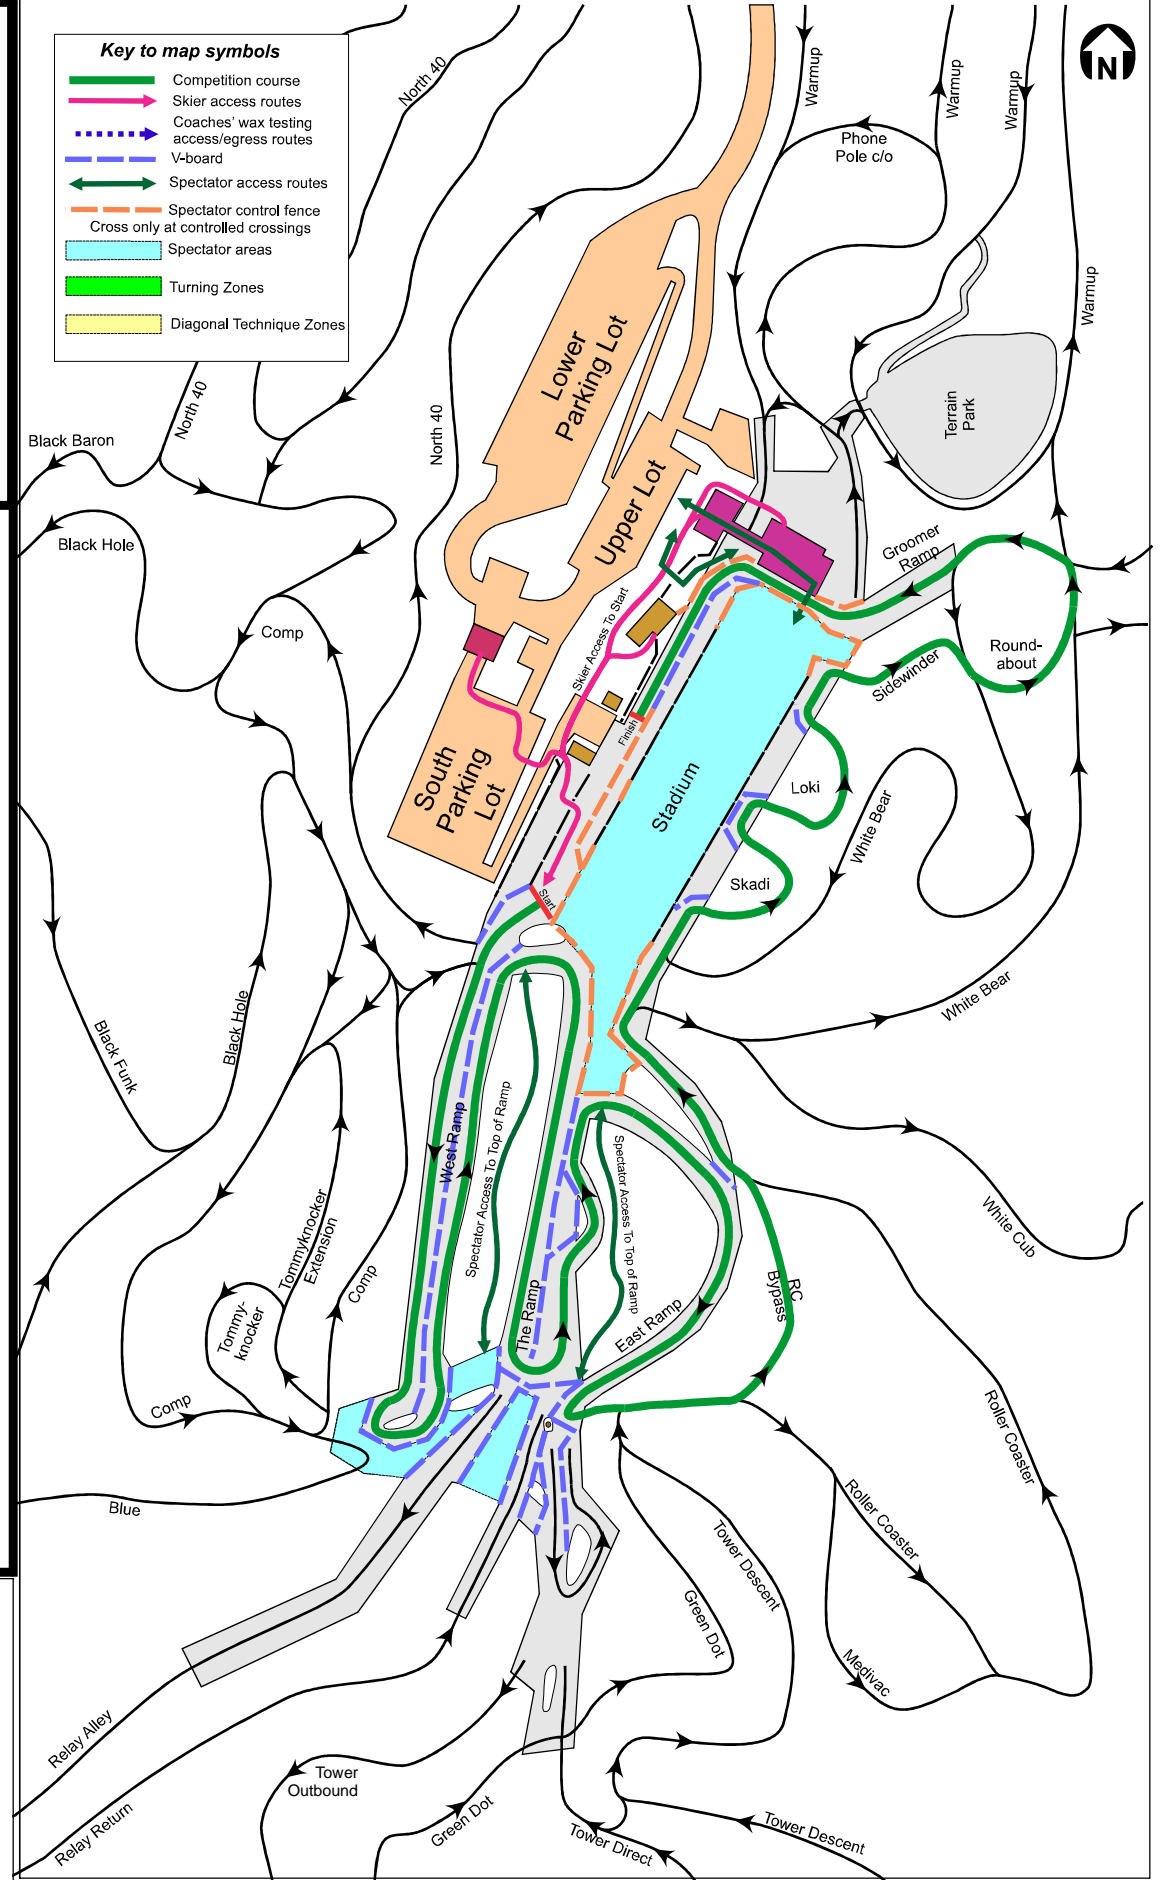 Key to map symbols
Competition course
Skier access routes
Coaches' wax testing
access/egress routes
V-board
Spectator access routes
Spectator control fence
Cross only at controlled crossings
Spectator areas
Turning Zones
Diagonal Technique Zones
N
North 40
Warmup
Warmup
Warmup
Phone
Pole c/o
Warmup
North 40
North 40
Lower
Parking Lot
Terrain
Park
Black Baron
Upper Lot
Black Hole
Groomer
Ramp
Comp
Skier Access To Start
Round-
about
Sidewinder
Finish
South
Parking
Lot
Stadium
Loki
White Bear
Skadi
Start
White Bear
Black Hole
Black Funk
West Ramp
Spectator Access To Top of Ramp
Spectator Access To Top of Ramp
White Cub
Tommyknocker
Extension
Comp
RC
Bypass
Tommy-
knocker
The Ramp
East Ramp
Comp
Roller Coaster
Blue
Roller Coaster
Tower Descent
Green Dot
Medivac
Relay Alley
Tower
Outbound
Relay Return
Green Dot
Tower Direct
Tower Descent